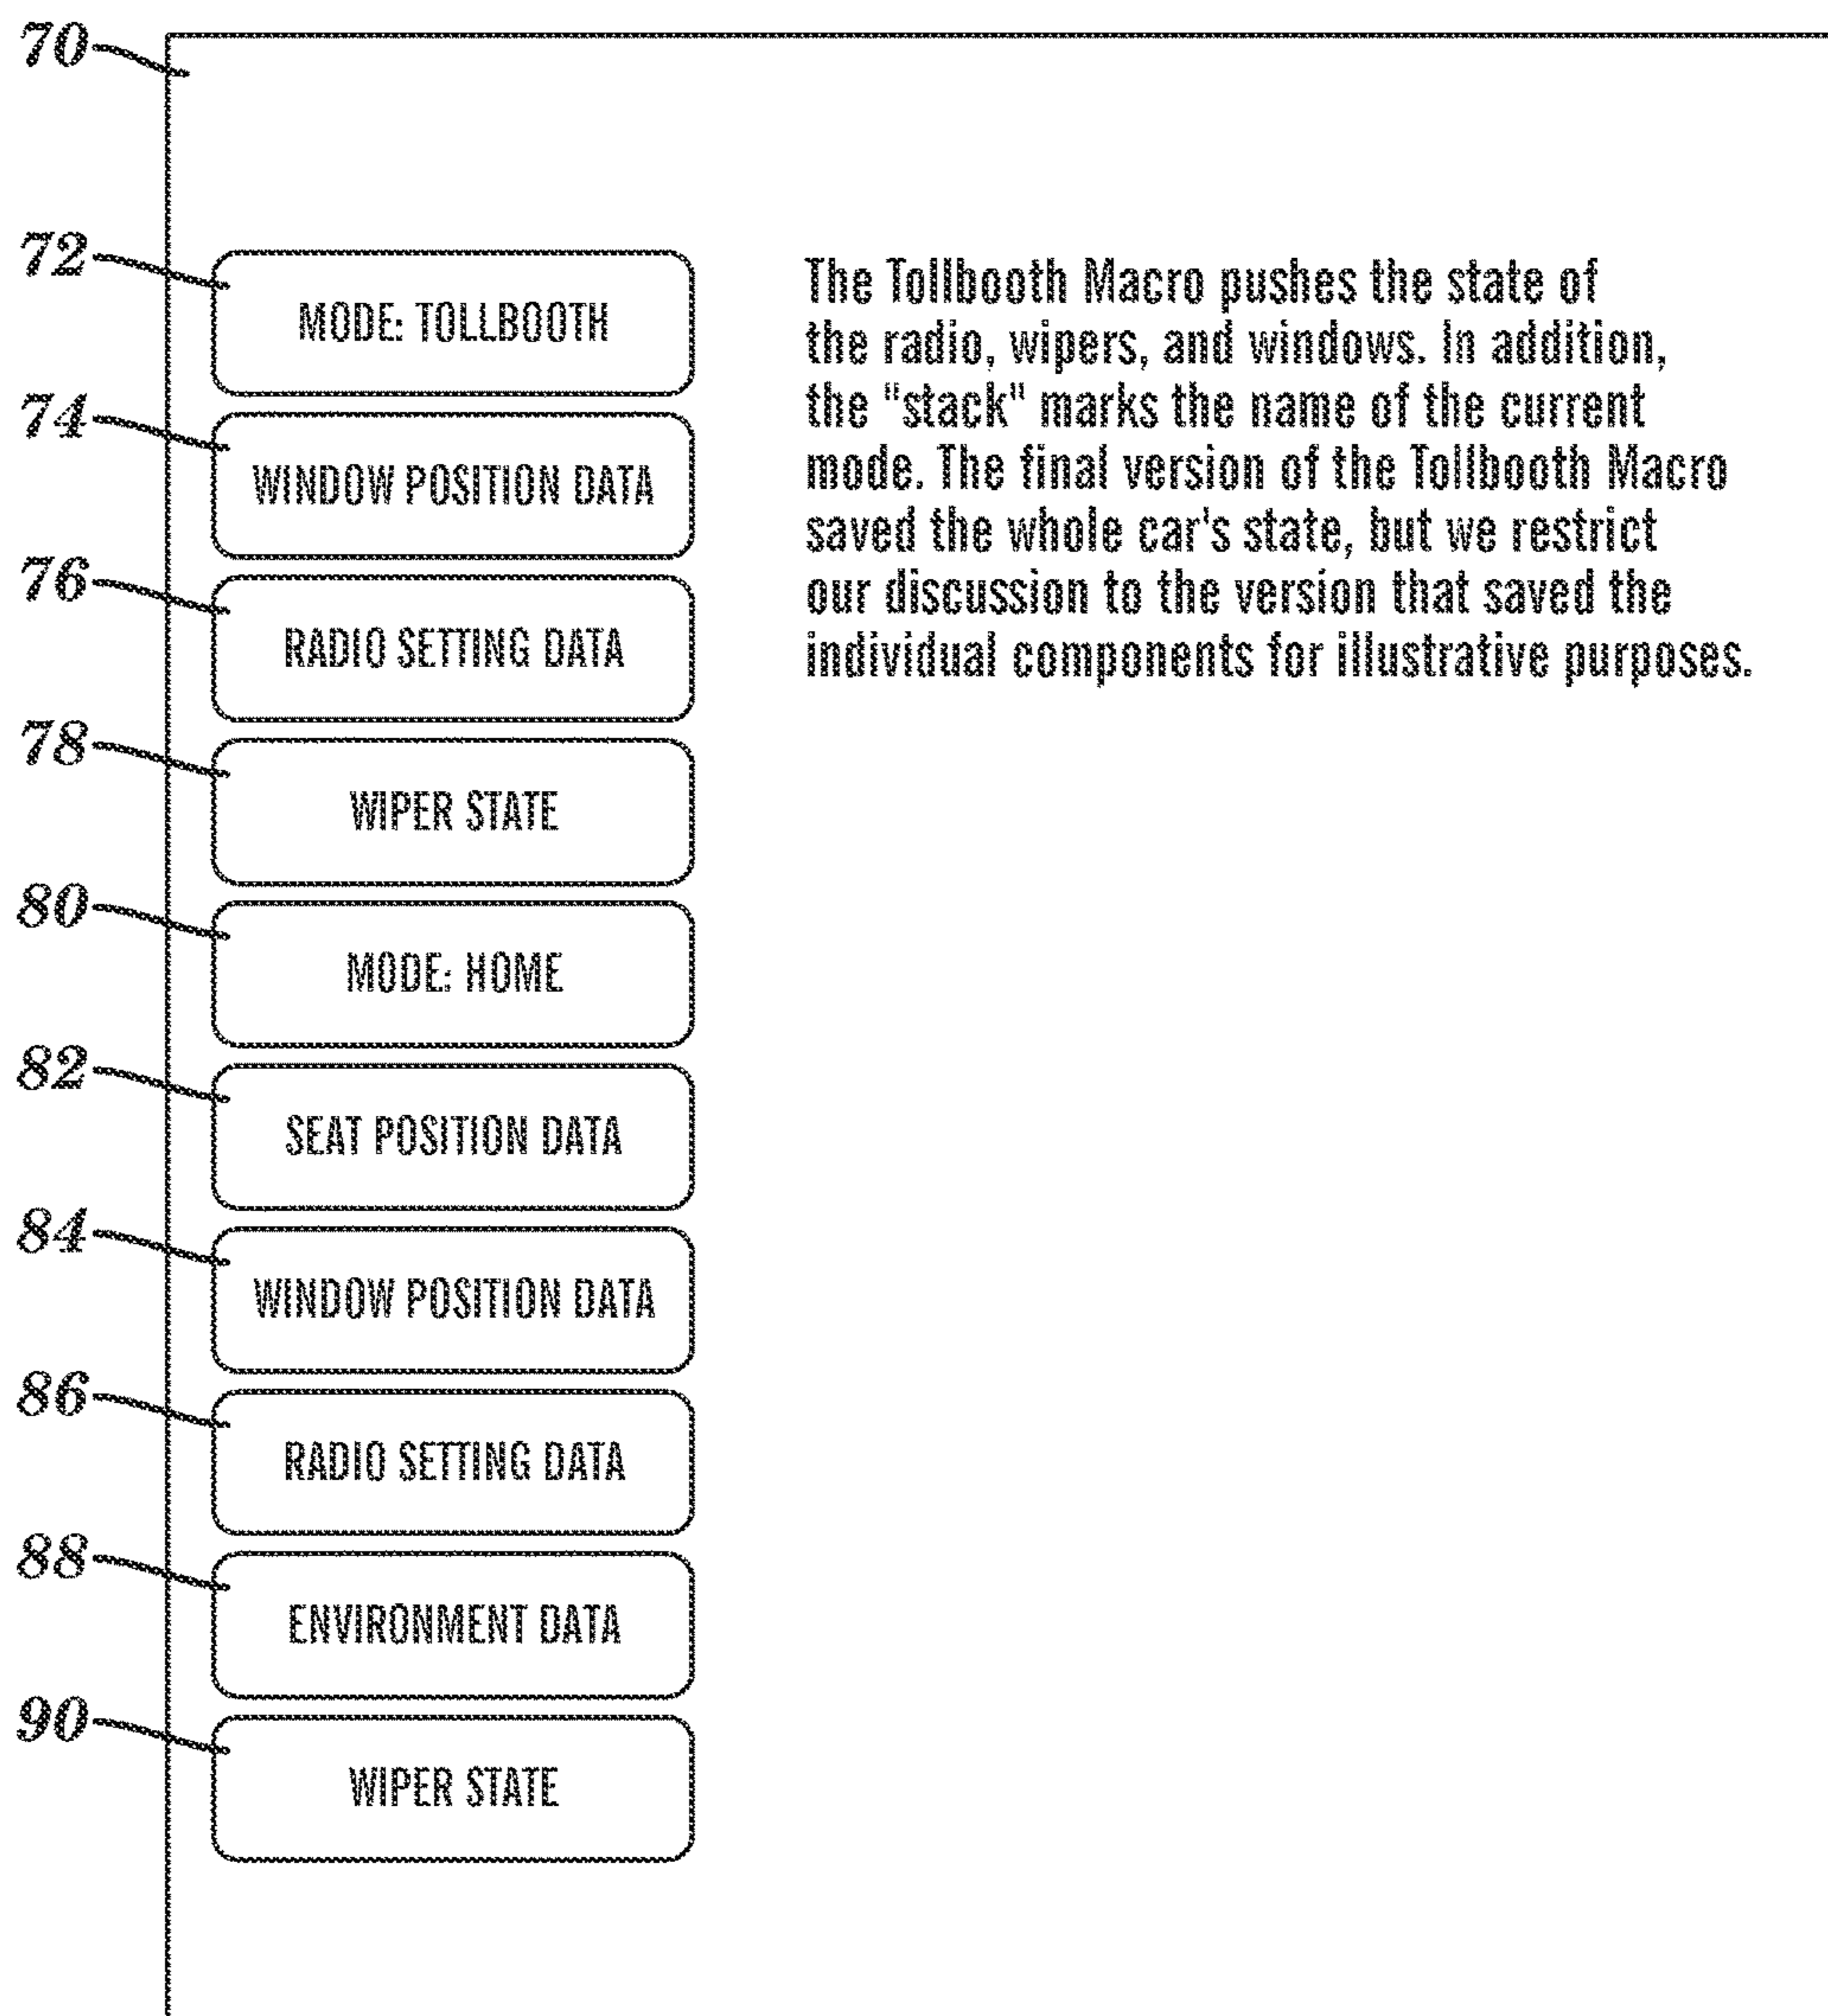 70
72
MODE: TOLLBOOTH
The Tollbooth Macro pushes the state of
the radio, wipers, and windows. In addition,
the "stack" marks the name of the current
mode. The final version of the Tollbooth Macro
saved the whole car's state, but we restrict
our discussion to the version that saved the
individual components for illustrative purposes.
74
WINDOW POSITION DATA
76
RADIO SETTING DATA
78
WIPER STATE
80
MODE: HOME
82
SEAT POSITION DATA
84
WINDOW POSITION DATA
86
RADIO SETTING DATA
88
ENVIRONMENT DATA
90
WIPER STATE